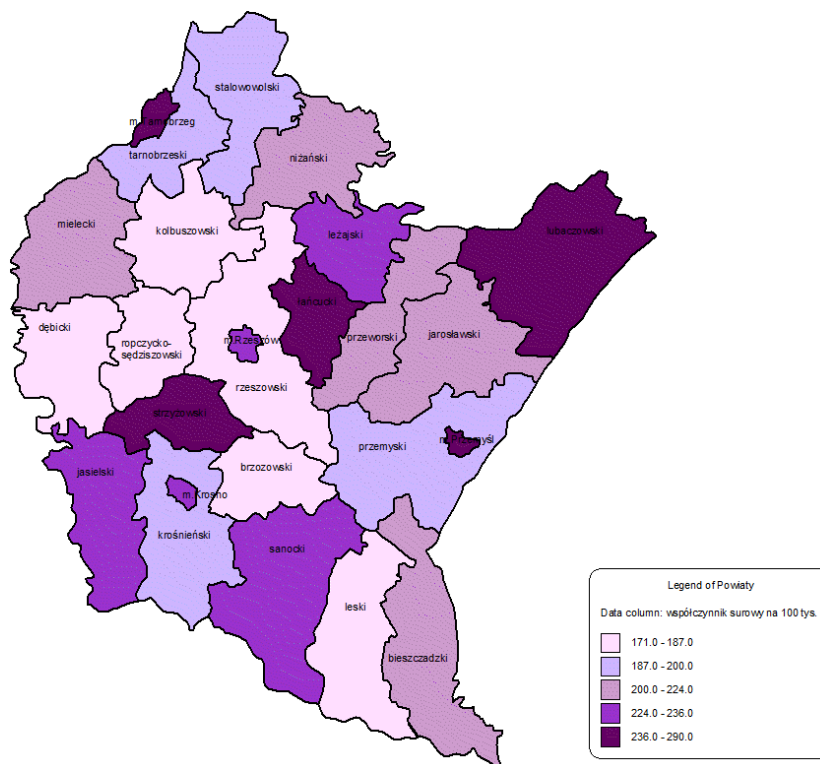 stalowowolski
m.Tarnobrzeg
tarnobrzeski
niżański
mielecki
kolbuszowski
leżajski
lubaczowski
łańcucki
dębicki
ropczycko-
sędziszowski
m.Rzeszów
przeworski
jarosławski
rzeszowski
strzyżowski
przemyski
m.Przemyśl
jasielski
brzozowski
m.Krosno
krośnieński
sanocki
leski
bieszczadzki
Legend of Powiaty
Data column: współczynnik surowy na 100 tys.
171.0 - 187.0
187.0 - 200.0
200.0 - 224.0
224.0 - 236.0
236.0 - 290.0